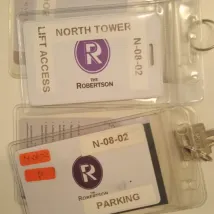 LIFT ACCESS
NORTH TOWER
N-08-02
R
THE
ROBERTSON
N-08-02
R
THE
ROBERTSON
PARKING